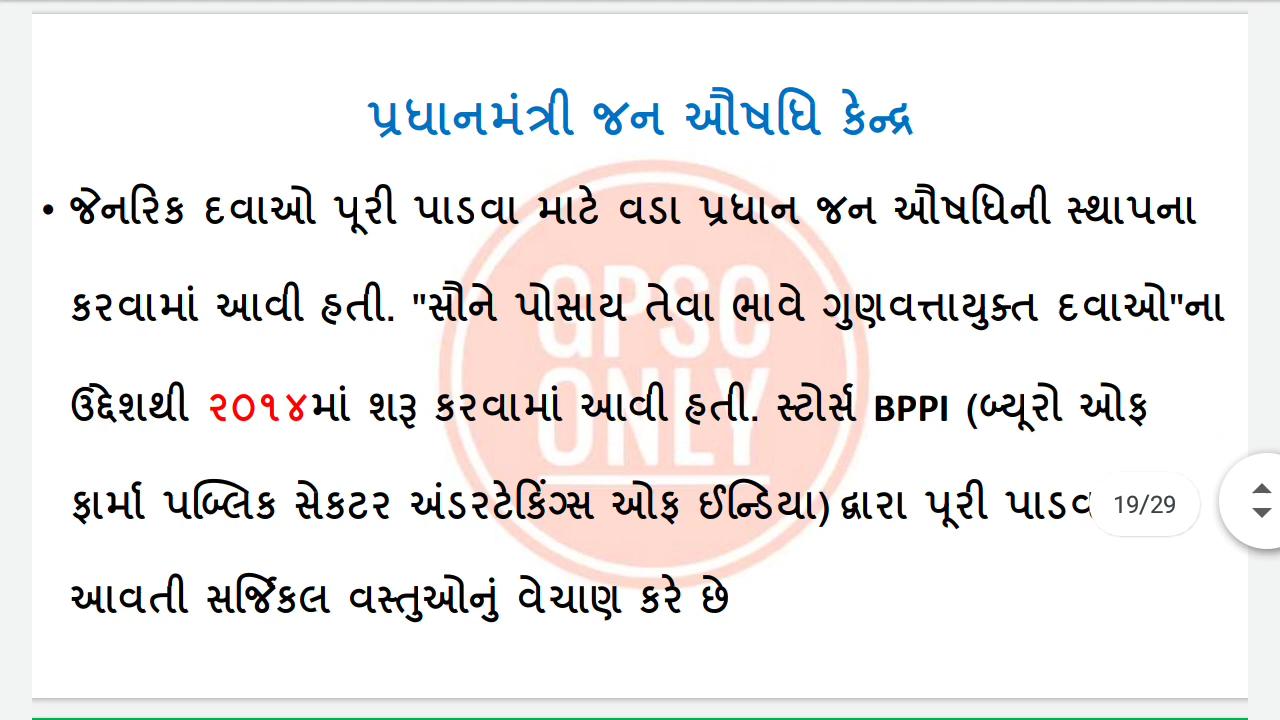 પ્રધાનમંત્રી જન ઔષધિ કેન્દ્ર
• જેનરિક દવાઓ પૂરી પાડવા માટે વડા પ્રધાન જન ઔષધિની સ્થાપના
કરવામાં આવી હતી. "સૌને પોસાય તેવા ભાવે ગુણવત્તાયુક્ત દવાઓ"ના
ઉદ્દેશથી ૨૦૧૪માં શરૂ કરવામાં આવી હતી. સ્ટોર્સ BPPI (બ્યૂરો ઓફ
ફાર્મા પબ્લિક સેકટર અંડરટેકિંગ્સ ઓફ ઈન્ડિયા) દ્વારા પૂરી
19/29
આવતી સર્જિકલ વસ્તુઓનું વેચાણ કરે છે
GPSC
ONLY